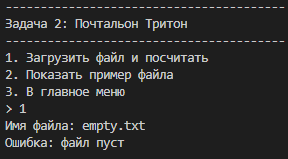 ----------------------------------------
Задача 2: Почтальон Тритон
----------------------------------------
1. Загрузить файл и посчитать
2. Показать пример файла
3. В главное меню
> 1
Имя файла: empty.txt
Ошибка: файл пуст